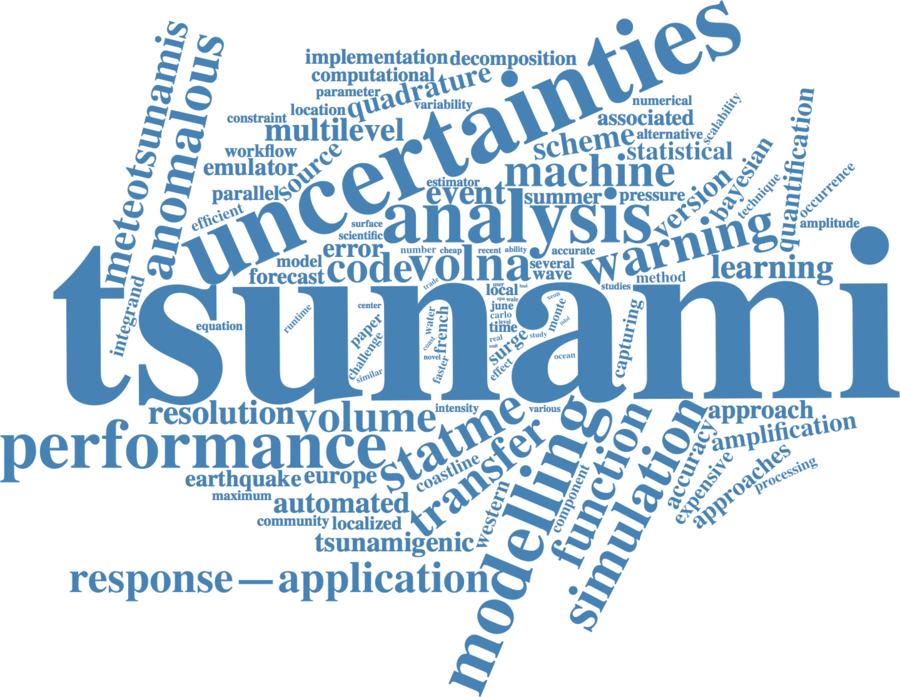 implementation
decomposition
computational
quadrature
parameter
variability
location
constraint
multilevel
uncertainties
meteotsunamis
anomalous
workflow
emulator
source
parallel
efficient
numerical
associated
scalability
scheme
alternative
statistical
machine
estimator
event
summer
pressure
version
bayesian
technique
quantification
occurrence
amplitude
surface
scientific
analysis
warning
error
number
cheap
recent
ability
accurate
model
forecast
code
volna
several
wave
studies
method
learning
tsunami
integrand
equation
runtime
center
paper
challenge
similar
trade
water
french
coast
novel
faster
local
june
carlo
time
real
surge
study
effect
monte
ocean
capturing
resolution
volume
intensity
various
approach
performance
statme
coastline
transfer
earthquake
europe
maximum
automated
community
localized
tsunamigenic
western
modelling
component
function
simulation
accuracy
amplification
expensive
approaches
processing
response—application